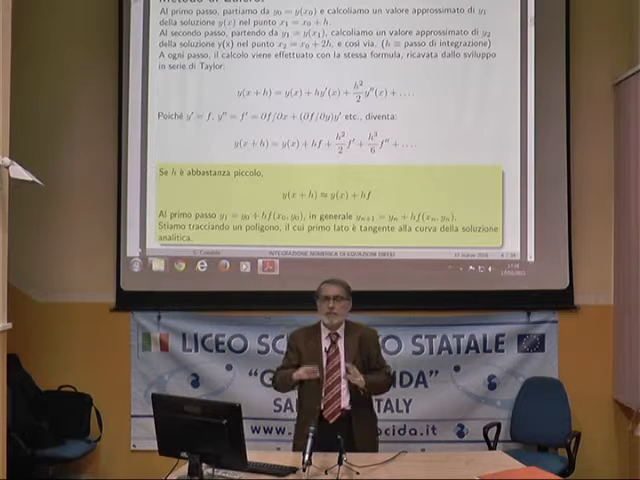 Al primo passo, partiamo da y₀ = y(x₀) e calcoliamo un valore approssimato di y₁
della soluzione y(x) nel punto x₁ = x₀ + h.
Al secondo passo, partendo da y₁ = y(x₁), calcoliamo un valore approssimato di y₂
della soluzione y(x) nel punto x₂ = x₀ + 2h, e così via. (h ≡ passo di integrazione)
A ogni passo, il calcolo viene effettuato con la stessa formula, ricavata dallo sviluppo
in serie di Taylor:
y(x + h) = y(x) + hy′(x) + h²/2 y″(x) + ....
Poiché y′ = f, y″ = f′ = ∂f/∂x + (∂f/∂y)y′ etc., diventa:
y(x + h) = y(x) + hf + h²/2 f′ + h³/6 f″ + ....
Se h è abbastanza piccolo,
y(x + h) ≈ y(x) + hf
Al primo passo y₁ = y₀ + hf(x₀, y₀), in generale yₙ₊₁ = yₙ + hf(xₙ, yₙ).
Stiamo tracciando un poligono, il cui primo lato è tangente alla curva della soluzione
analitica.
INTEGRAZIONE NUMERICA DI EQUAZIONI
LICEO SC TO STATALE
"G IDA"
SA ITALY
www. ocida.it